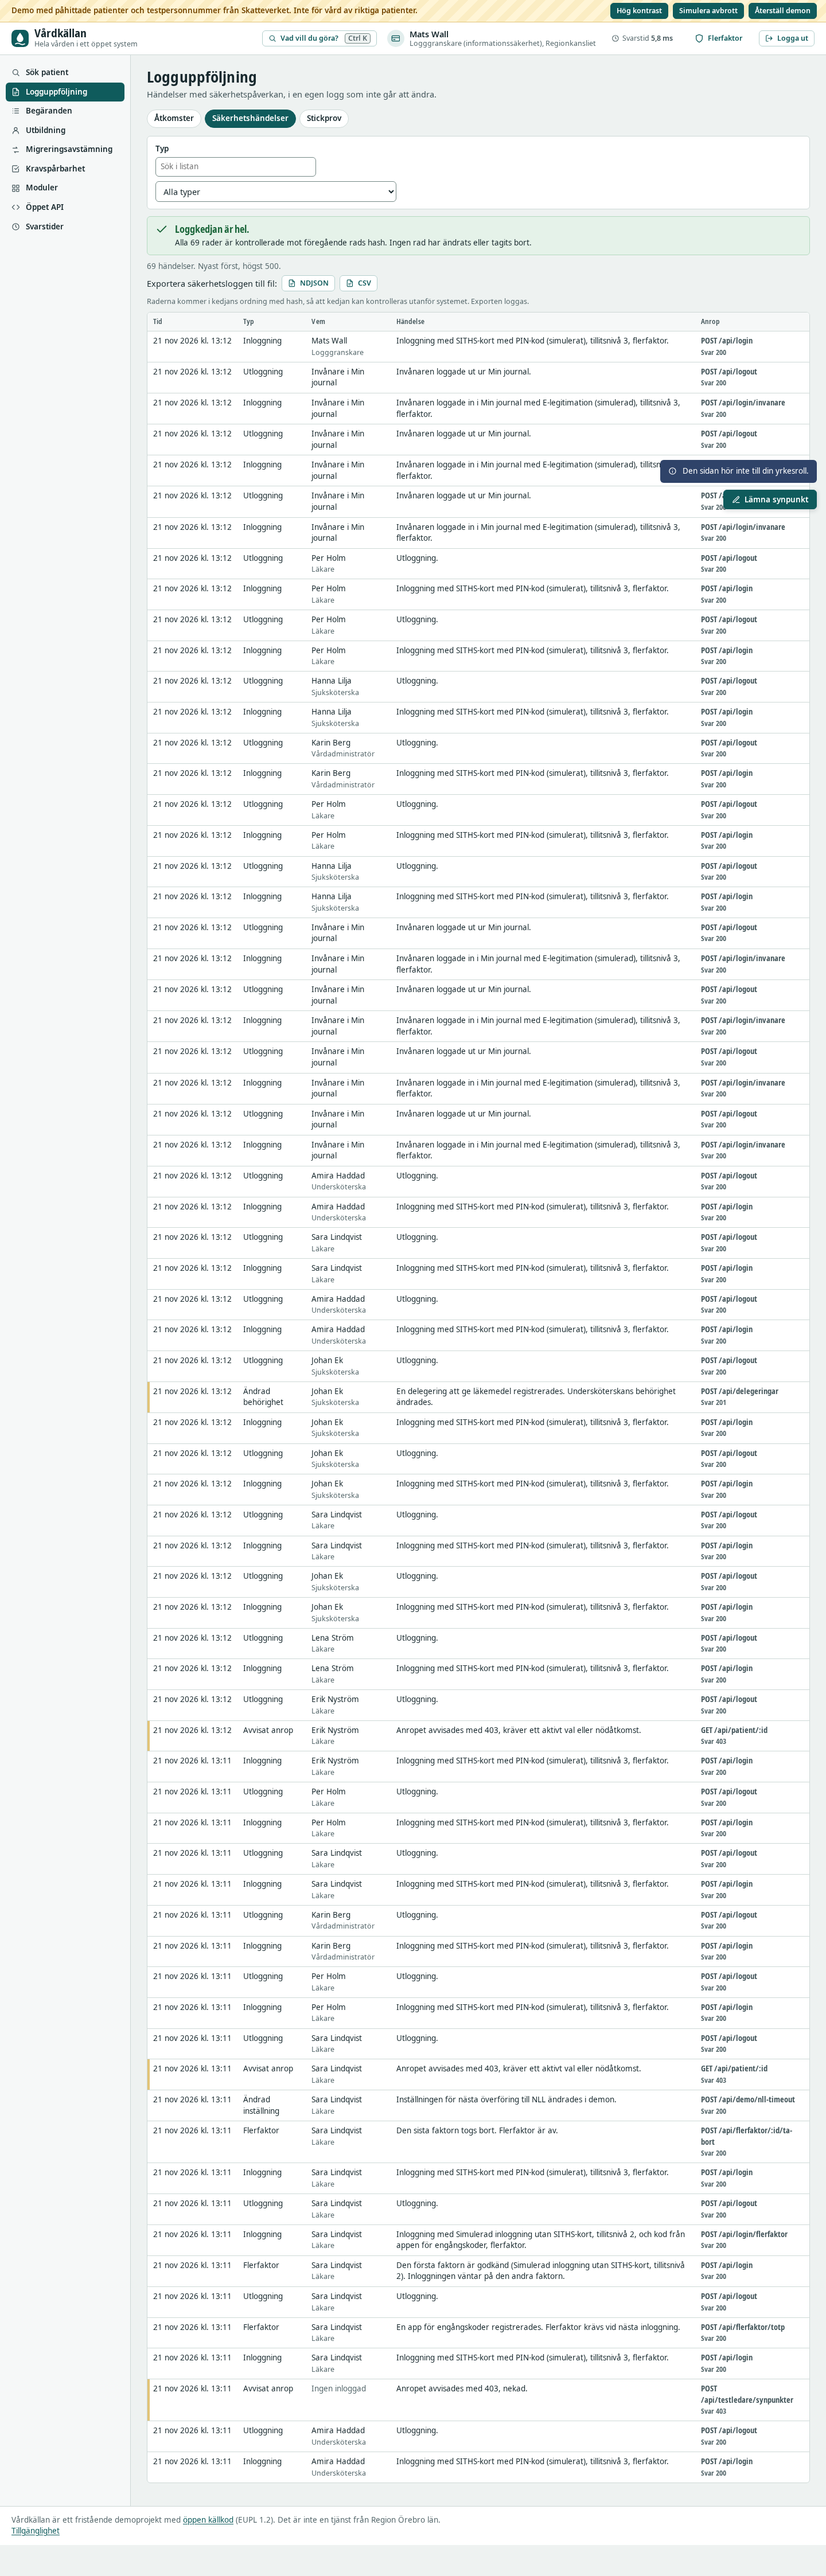 Demo med påhittade patienter och testpersonnummer från Skatteverket. Inte för vård av riktiga patienter.
Hög kontrast
Simulera avbrott
Återställ demon
Vårdkällan
Hela vården i ett öppet system
Vad vill du göra? Ctrl K
Mats Wall
Logggranskare (informationssäkerhet), Regionkansliet
Svarstid 5,8 ms
Flerfaktor
Logga ut
Sök patient
Logguppföljning
Begäranden
Utbildning
Migreringsavstämning
Kravspårbarhet
Moduler
Öppet API
Svarstider
Logguppföljning
Händelser med säkerhetspåverkan, i en egen logg som inte går att ändra.
Åtkomster
Säkerhetshändelser
Stickprov
Typ
Sök i listan
Alla typer
Loggkedjan är hel.
Alla 69 rader är kontrollerade mot föregående rads hash. Ingen rad har ändrats eller tagits bort.
69 händelser. Nyast först, högst 500.
Exportera säkerhetsloggen till fil: NDJSON CSV
Raderna kommer i kedjans ordning med hash, så att kedjan kan kontrolleras utanför systemet. Exporten loggas.
Tid Typ Vem Händelse Anrop
21 nov 2026 kl. 13:12 Inloggning Mats Wall Inloggning med SITHS-kort med PIN-kod (simulerat), tillitsnivå 3, flerfaktor. POST /api/login
Logggranskare Svar 200
21 nov 2026 kl. 13:12 Utloggning Invånare i Min Invånaren loggade ut ur Min journal. POST /api/logout
journal Svar 200
21 nov 2026 kl. 13:12 Inloggning Invånare i Min Invånaren loggade in i Min journal med E-legitimation (simulerad), tillitsnivå 3, POST /api/login/invanare
journal flerfaktor. Svar 200
21 nov 2026 kl. 13:12 Utloggning Invånare i Min Invånaren loggade ut ur Min journal. POST /api/logout
journal Svar 200
21 nov 2026 kl. 13:12 Inloggning Invånare i Min Invånaren loggade in i Min journal med E-legitimation (simulerad),
journal flerfaktor.
Den sidan hör inte till din yrkesroll.
21 nov 2026 kl. 13:12 Utloggning Invånare i Min Invånaren loggade ut ur Min journal. POST
journal Svar 200
Lämna synpunkt
21 nov 2026 kl. 13:12 Inloggning Invånare i Min Invånaren loggade in i Min journal med E-legitimation (simulerad), tillitsnivå 3, POST /api/login/invanare
journal flerfaktor. Svar 200
21 nov 2026 kl. 13:12 Utloggning Per Holm Utloggning. POST /api/logout
Läkare Svar 200
21 nov 2026 kl. 13:12 Inloggning Per Holm Inloggning med SITHS-kort med PIN-kod (simulerat), tillitsnivå 3, flerfaktor. POST /api/login
Läkare Svar 200
21 nov 2026 kl. 13:12 Utloggning Per Holm Utloggning. POST /api/logout
Läkare Svar 200
21 nov 2026 kl. 13:12 Inloggning Per Holm Inloggning med SITHS-kort med PIN-kod (simulerat), tillitsnivå 3, flerfaktor. POST /api/login
Läkare Svar 200
21 nov 2026 kl. 13:12 Utloggning Hanna Lilja Utloggning. POST /api/logout
Sjuksköterska Svar 200
21 nov 2026 kl. 13:12 Inloggning Hanna Lilja Inloggning med SITHS-kort med PIN-kod (simulerat), tillitsnivå 3, flerfaktor. POST /api/login
Sjuksköterska Svar 200
21 nov 2026 kl. 13:12 Utloggning Karin Berg Utloggning. POST /api/logout
Vårdadministratör Svar 200
21 nov 2026 kl. 13:12 Inloggning Karin Berg Inloggning med SITHS-kort med PIN-kod (simulerat), tillitsnivå 3, flerfaktor. POST /api/login
Vårdadministratör Svar 200
21 nov 2026 kl. 13:12 Utloggning Per Holm Utloggning. POST /api/logout
Läkare Svar 200
21 nov 2026 kl. 13:12 Inloggning Per Holm Inloggning med SITHS-kort med PIN-kod (simulerat), tillitsnivå 3, flerfaktor. POST /api/login
Läkare Svar 200
21 nov 2026 kl. 13:12 Utloggning Hanna Lilja Utloggning. POST /api/logout
Sjuksköterska Svar 200
21 nov 2026 kl. 13:12 Inloggning Hanna Lilja Inloggning med SITHS-kort med PIN-kod (simulerat), tillitsnivå 3, flerfaktor. POST /api/login
Sjuksköterska Svar 200
21 nov 2026 kl. 13:12 Utloggning Invånare i Min Invånaren loggade ut ur Min journal. POST /api/logout
journal Svar 200
21 nov 2026 kl. 13:12 Inloggning Invånare i Min Invånaren loggade in i Min journal med E-legitimation (simulerad), tillitsnivå 3, POST /api/login/invanare
journal flerfaktor. Svar 200
21 nov 2026 kl. 13:12 Utloggning Invånare i Min Invånaren loggade ut ur Min journal. POST /api/logout
journal Svar 200
21 nov 2026 kl. 13:12 Inloggning Invånare i Min Invånaren loggade in i Min journal med E-legitimation (simulerad), tillitsnivå 3, POST /api/login/invanare
journal flerfaktor. Svar 200
21 nov 2026 kl. 13:12 Utloggning Invånare i Min Invånaren loggade ut ur Min journal. POST /api/logout
journal Svar 200
21 nov 2026 kl. 13:12 Inloggning Invånare i Min Invånaren loggade in i Min journal med E-legitimation (simulerad), tillitsnivå 3, POST /api/login/invanare
journal flerfaktor. Svar 200
21 nov 2026 kl. 13:12 Utloggning Invånare i Min Invånaren loggade ut ur Min journal. POST /api/logout
journal Svar 200
21 nov 2026 kl. 13:12 Inloggning Invånare i Min Invånaren loggade in i Min journal med E-legitimation (simulerad), tillitsnivå 3, POST /api/login/invanare
journal flerfaktor. Svar 200
21 nov 2026 kl. 13:12 Utloggning Amira Haddad Utloggning. POST /api/logout
Undersköterska Svar 200
21 nov 2026 kl. 13:12 Inloggning Amira Haddad Inloggning med SITHS-kort med PIN-kod (simulerat), tillitsnivå 3, flerfaktor. POST /api/login
Undersköterska Svar 200
21 nov 2026 kl. 13:12 Utloggning Sara Lindqvist Utloggning. POST /api/logout
Läkare Svar 200
21 nov 2026 kl. 13:12 Inloggning Sara Lindqvist Inloggning med SITHS-kort med PIN-kod (simulerat), tillitsnivå 3, flerfaktor. POST /api/login
Läkare Svar 200
21 nov 2026 kl. 13:12 Utloggning Amira Haddad Utloggning. POST /api/logout
Undersköterska Svar 200
21 nov 2026 kl. 13:12 Inloggning Amira Haddad Inloggning med SITHS-kort med PIN-kod (simulerat), tillitsnivå 3, flerfaktor. POST /api/login
Undersköterska Svar 200
21 nov 2026 kl. 13:12 Utloggning Johan Ek Utloggning. POST /api/logout
Sjuksköterska Svar 200
21 nov 2026 kl. 13:12 Ändrad Johan Ek En delegering att ge läkemedel registrerades. Undersköterskans behörighet POST /api/delegeringar
behörighet Sjuksköterska ändrades. Svar 201
21 nov 2026 kl. 13:12 Inloggning Johan Ek Inloggning med SITHS-kort med PIN-kod (simulerat), tillitsnivå 3, flerfaktor. POST /api/login
Sjuksköterska Svar 200
21 nov 2026 kl. 13:12 Utloggning Johan Ek Utloggning. POST /api/logout
Sjuksköterska Svar 200
21 nov 2026 kl. 13:12 Inloggning Johan Ek Inloggning med SITHS-kort med PIN-kod (simulerat), tillitsnivå 3, flerfaktor. POST /api/login
Sjuksköterska Svar 200
21 nov 2026 kl. 13:12 Utloggning Sara Lindqvist Utloggning. POST /api/logout
Läkare Svar 200
21 nov 2026 kl. 13:12 Inloggning Sara Lindqvist Inloggning med SITHS-kort med PIN-kod (simulerat), tillitsnivå 3, flerfaktor. POST /api/login
Läkare Svar 200
21 nov 2026 kl. 13:12 Utloggning Johan Ek Utloggning. POST /api/logout
Sjuksköterska Svar 200
21 nov 2026 kl. 13:12 Inloggning Johan Ek Inloggning med SITHS-kort med PIN-kod (simulerat), tillitsnivå 3, flerfaktor. POST /api/login
Sjuksköterska Svar 200
21 nov 2026 kl. 13:12 Utloggning Lena Ström Utloggning. POST /api/logout
Läkare Svar 200
21 nov 2026 kl. 13:12 Inloggning Lena Ström Inloggning med SITHS-kort med PIN-kod (simulerat), tillitsnivå 3, flerfaktor. POST /api/login
Läkare Svar 200
21 nov 2026 kl. 13:12 Utloggning Erik Nyström Utloggning. POST /api/logout
Läkare Svar 200
21 nov 2026 kl. 13:12 Avvisat anrop Erik Nyström Anropet avvisades med 403, kräver ett aktivt val eller nödåtkomst. GET /api/patient/:id
Läkare Svar 403
21 nov 2026 kl. 13:11 Inloggning Erik Nyström Inloggning med SITHS-kort med PIN-kod (simulerat), tillitsnivå 3, flerfaktor. POST /api/login
Läkare Svar 200
21 nov 2026 kl. 13:11 Utloggning Per Holm Utloggning. POST /api/logout
Läkare Svar 200
21 nov 2026 kl. 13:11 Inloggning Per Holm Inloggning med SITHS-kort med PIN-kod (simulerat), tillitsnivå 3, flerfaktor. POST /api/login
Läkare Svar 200
21 nov 2026 kl. 13:11 Utloggning Sara Lindqvist Utloggning. POST /api/logout
Läkare Svar 200
21 nov 2026 kl. 13:11 Inloggning Sara Lindqvist Inloggning med SITHS-kort med PIN-kod (simulerat), tillitsnivå 3, flerfaktor. POST /api/login
Läkare Svar 200
21 nov 2026 kl. 13:11 Utloggning Karin Berg Utloggning. POST /api/logout
Vårdadministratör Svar 200
21 nov 2026 kl. 13:11 Inloggning Karin Berg Inloggning med SITHS-kort med PIN-kod (simulerat), tillitsnivå 3, flerfaktor. POST /api/login
Vårdadministratör Svar 200
21 nov 2026 kl. 13:11 Utloggning Per Holm Utloggning. POST /api/logout
Läkare Svar 200
21 nov 2026 kl. 13:11 Inloggning Per Holm Inloggning med SITHS-kort med PIN-kod (simulerat), tillitsnivå 3, flerfaktor. POST /api/login
Läkare Svar 200
21 nov 2026 kl. 13:11 Utloggning Sara Lindqvist Utloggning. POST /api/logout
Läkare Svar 200
21 nov 2026 kl. 13:11 Avvisat anrop Sara Lindqvist Anropet avvisades med 403, kräver ett aktivt val eller nödåtkomst. GET /api/patient/:id
Läkare Svar 403
21 nov 2026 kl. 13:11 Ändrad Sara Lindqvist Inställningen för nästa överföring till NLL ändrades i demon. POST /api/demo/nll-timeout
inställning Läkare Svar 200
21 nov 2026 kl. 13:11 Flerfaktor Sara Lindqvist Den sista faktorn togs bort. Flerfaktor är av. POST /api/flerfaktor/:id/ta-
Läkare bort
Svar 200
21 nov 2026 kl. 13:11 Inloggning Sara Lindqvist Inloggning med SITHS-kort med PIN-kod (simulerat), tillitsnivå 3, flerfaktor. POST /api/login
Läkare Svar 200
21 nov 2026 kl. 13:11 Utloggning Sara Lindqvist Utloggning. POST /api/logout
Läkare Svar 200
21 nov 2026 kl. 13:11 Inloggning Sara Lindqvist Inloggning med Simulerad inloggning utan SITHS-kort, tillitsnivå 2, och kod från POST /api/login/flerfaktor
Läkare appen för engångskoder, flerfaktor. Svar 200
21 nov 2026 kl. 13:11 Flerfaktor Sara Lindqvist Den första faktorn är godkänd (Simulerad inloggning utan SITHS-kort, tillitsnivå POST /api/login
Läkare 2). Inloggningen väntar på den andra faktorn. Svar 200
21 nov 2026 kl. 13:11 Utloggning Sara Lindqvist Utloggning. POST /api/logout
Läkare Svar 200
21 nov 2026 kl. 13:11 Flerfaktor Sara Lindqvist En app för engångskoder registrerades. Flerfaktor krävs vid nästa inloggning. POST /api/flerfaktor/totp
Läkare Svar 200
21 nov 2026 kl. 13:11 Inloggning Sara Lindqvist Inloggning med SITHS-kort med PIN-kod (simulerat), tillitsnivå 3, flerfaktor. POST /api/login
Läkare Svar 200
21 nov 2026 kl. 13:11 Avvisat anrop Ingen inloggad Anropet avvisades med 403, nekad. POST
/api/testledare/synpunkter
Svar 403
21 nov 2026 kl. 13:11 Utloggning Amira Haddad Utloggning. POST /api/logout
Undersköterska Svar 200
21 nov 2026 kl. 13:11 Inloggning Amira Haddad Inloggning med SITHS-kort med PIN-kod (simulerat), tillitsnivå 3, flerfaktor. POST /api/login
Undersköterska Svar 200
Vårdkällan är ett fristående demoprojekt med öppen källkod (EUPL 1.2). Det är inte en tjänst från Region Örebro län.
Tillgänglighet